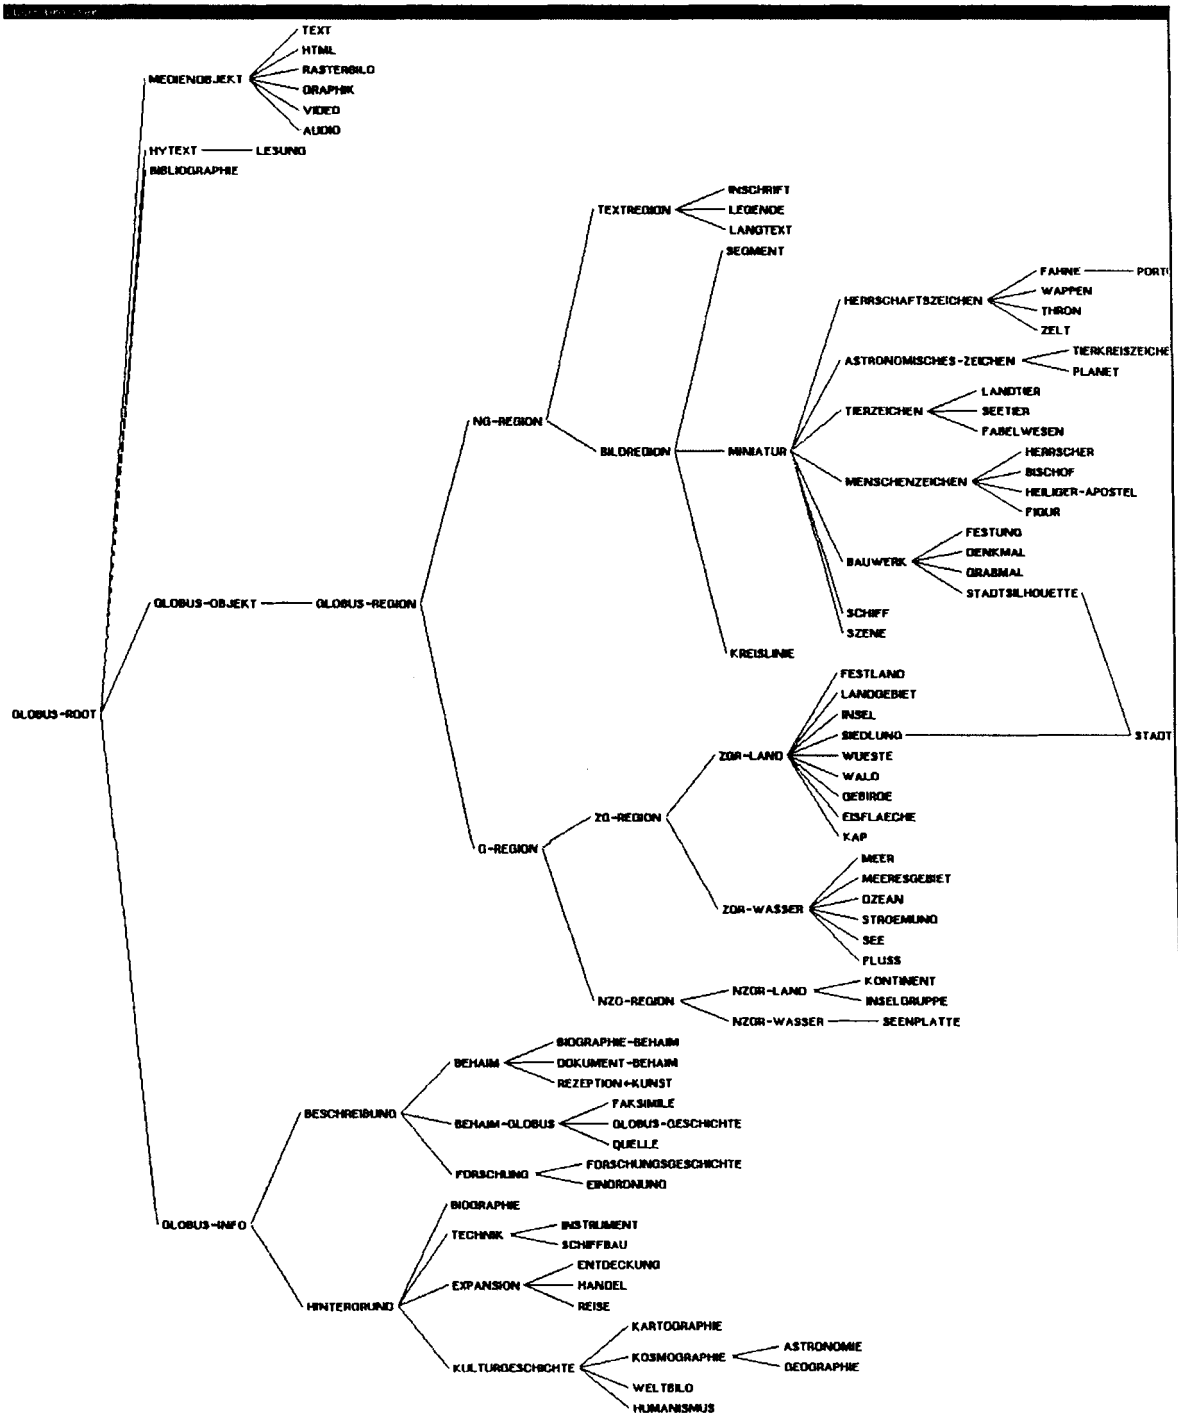 TEXT
HTML
RASTERBILD
MEDIENOBJEKT
GRAPHIK
VIDEO
AUDIO
HYTEXT LESUNG
BIBLIOGRAPHIE
INSCHRIFT
TEXTREGION LEGENDE
LANGTEXT
SEGMENT
FAHNE PORT
WAPPEN
HERRSCHAFTSZEICHEN
THRON
ZELT
TIERKREISZEICHE
ASTRONOMISCHES-ZEICHEN
PLANET
LANDTIER
TIERZEICHEN SEETIER
NG-REGION
FABELWESEN
BILDREGION MINIATUR HERRSCHER
BISCHOF
MENSCHENZEICHEN
HEILIGER-APOSTEL
FIGUR
FESTUNG
DENKMAL
BAUWERK
GRABMAL
STADTSILHOUETTE
GLOBUS-OBJEKT GLOBUS-REGION
SCHIFF
SZENE
KREISLINIE
FESTLAND
LANDGEBIET
GLOBUS-ROOT INSEL
SIEDLUNG STADT
ZGR-LAND WUESTE
WALD
GEBIRGE
ZG-REGION EISFLAECHE
KAP
G-REGION
MEER
MEERESGEBIET
OZEAN
ZGR-WASSER
STROEMUNG
SEE
FLUSS
KONTINENT
NZGR-LAND
NZG-REGION INSELGRUPPE
NZGR-WASSER SEENPLATTE
BIOGRAPHIE-BEHAIM
BEHAIM DOKUMENT-BEHAIM
REZEPTION+KUNST
FAKSIMILE
BESCHREIBUNG
BEHAIM-GLOBUS GLOBUS-GESCHICHTE
QUELLE
FORSCHUNGSGESCHICHTE
FORSCHUNG
EINORDNUNG
BIOGRAPHIE
GLOBUS-INFO INSTRUMENT
TECHNIK
SCHIFFBAU
ENTDECKUNG
EXPANSION HANDEL
HINTERGRUND REISE
KARTOGRAPHIE
ASTRONOMIE
KOSMOGRAPHIE
KULTURGESCHICHTE GEOGRAPHIE
WELTBILD
HUMANISMUS